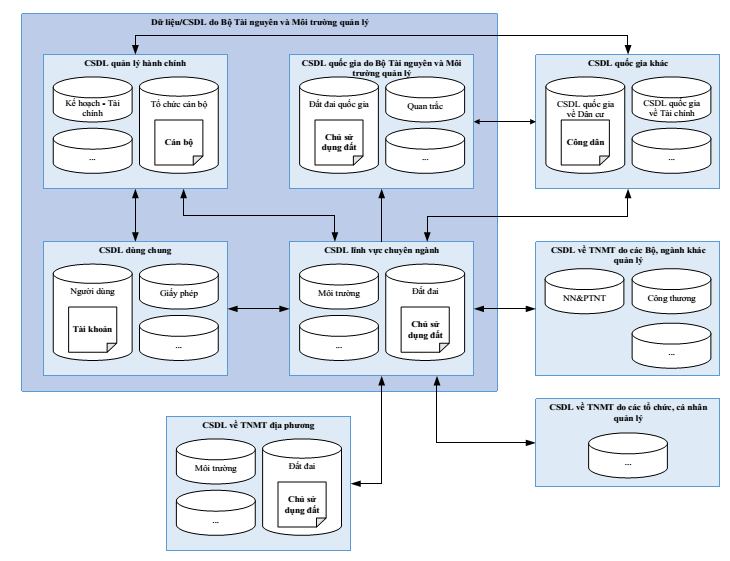 Dữ liệu/CSDL do Bộ Tài nguyên và Môi trường quản lý
CSDL quản lý hành chính
Kế hoạch - Tài
chính
...
Tổ chức cán bộ
Cán bộ
CSDL quốc gia do Bộ Tài nguyên và Môi
trường quản lý
Đất đai quốc gia
Chủ sử
dụng đất
Quan trắc
...
CSDL quốc gia khác
CSDL quốc gia
về Dân cư
Công dân
CSDL quốc gia
về Tài chính
...
CSDL dùng chung
Người dùng
Tài khoản
Giấy phép
...
CSDL lĩnh vực chuyên ngành
Môi trường
...
Đất đai
Chủ sử
dụng đất
CSDL về TNMT do các Bộ, ngành khác
quản lý
NN&PTNT
Công thương
...
CSDL về TNMT do các tổ chức, cá nhân
quản lý
...
CSDL về TNMT địa phương
Môi trường
...
Đất đai
Chủ sử
dụng đất